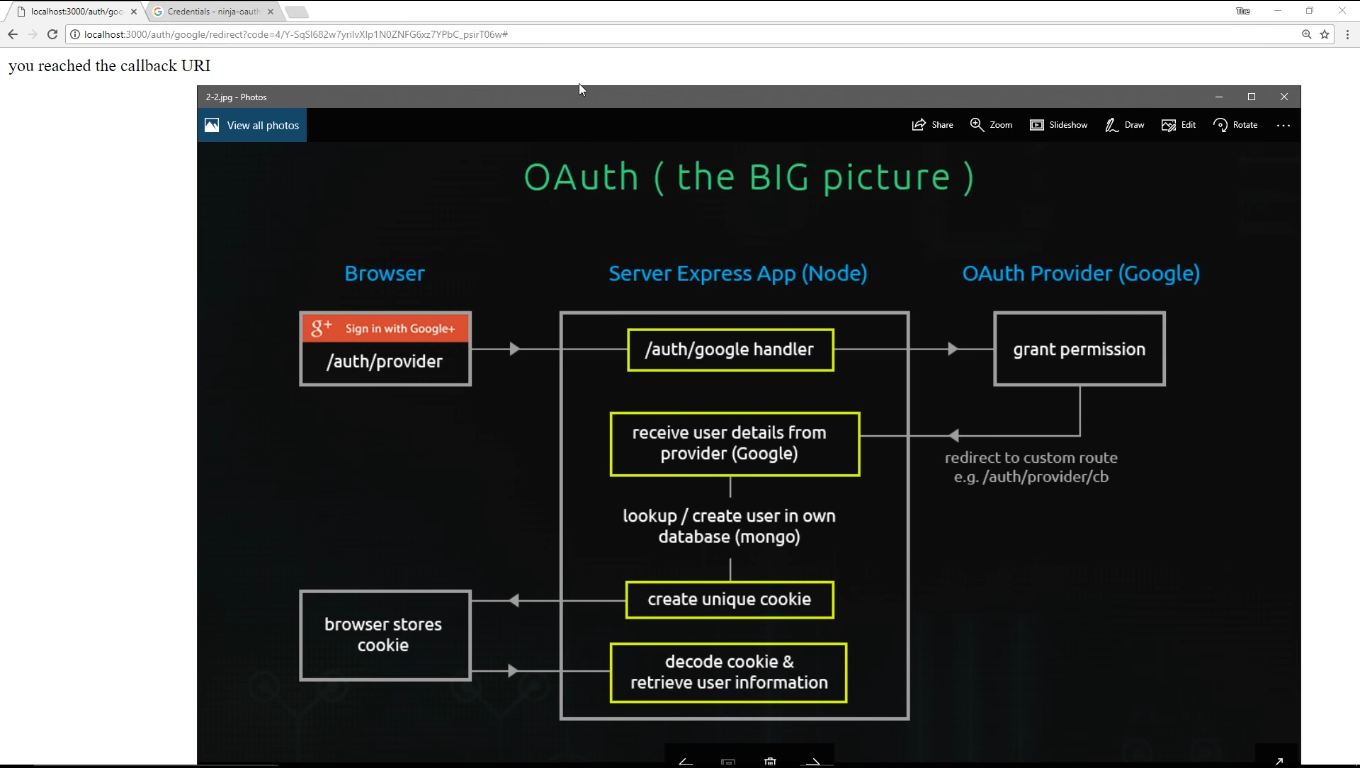 localhost:3000/auth/goo
Credentials - ninja-oauth
localhost:3000/auth/google/redirect?code=4/Y-SqSI682w7yriIvXIp1N0ZNFG6xz7YPbC_psirT06w#
you reached the callback URI
2-2.jpg - Photos
View all photos
Share
Zoom
Slideshow
Draw
Edit
Rotate
OAuth ( the BIG picture )
Browser
Server Express App (Node)
OAuth Provider (Google)
g+ Sign in with Google+
/auth/provider
/auth/google handler
grant permission
receive user details from
provider (Google)
redirect to custom route
e.g. /auth/provider/cb
lookup / create user in own
database (mongo)
create unique cookie
browser stores
cookie
decode cookie &
retrieve user information